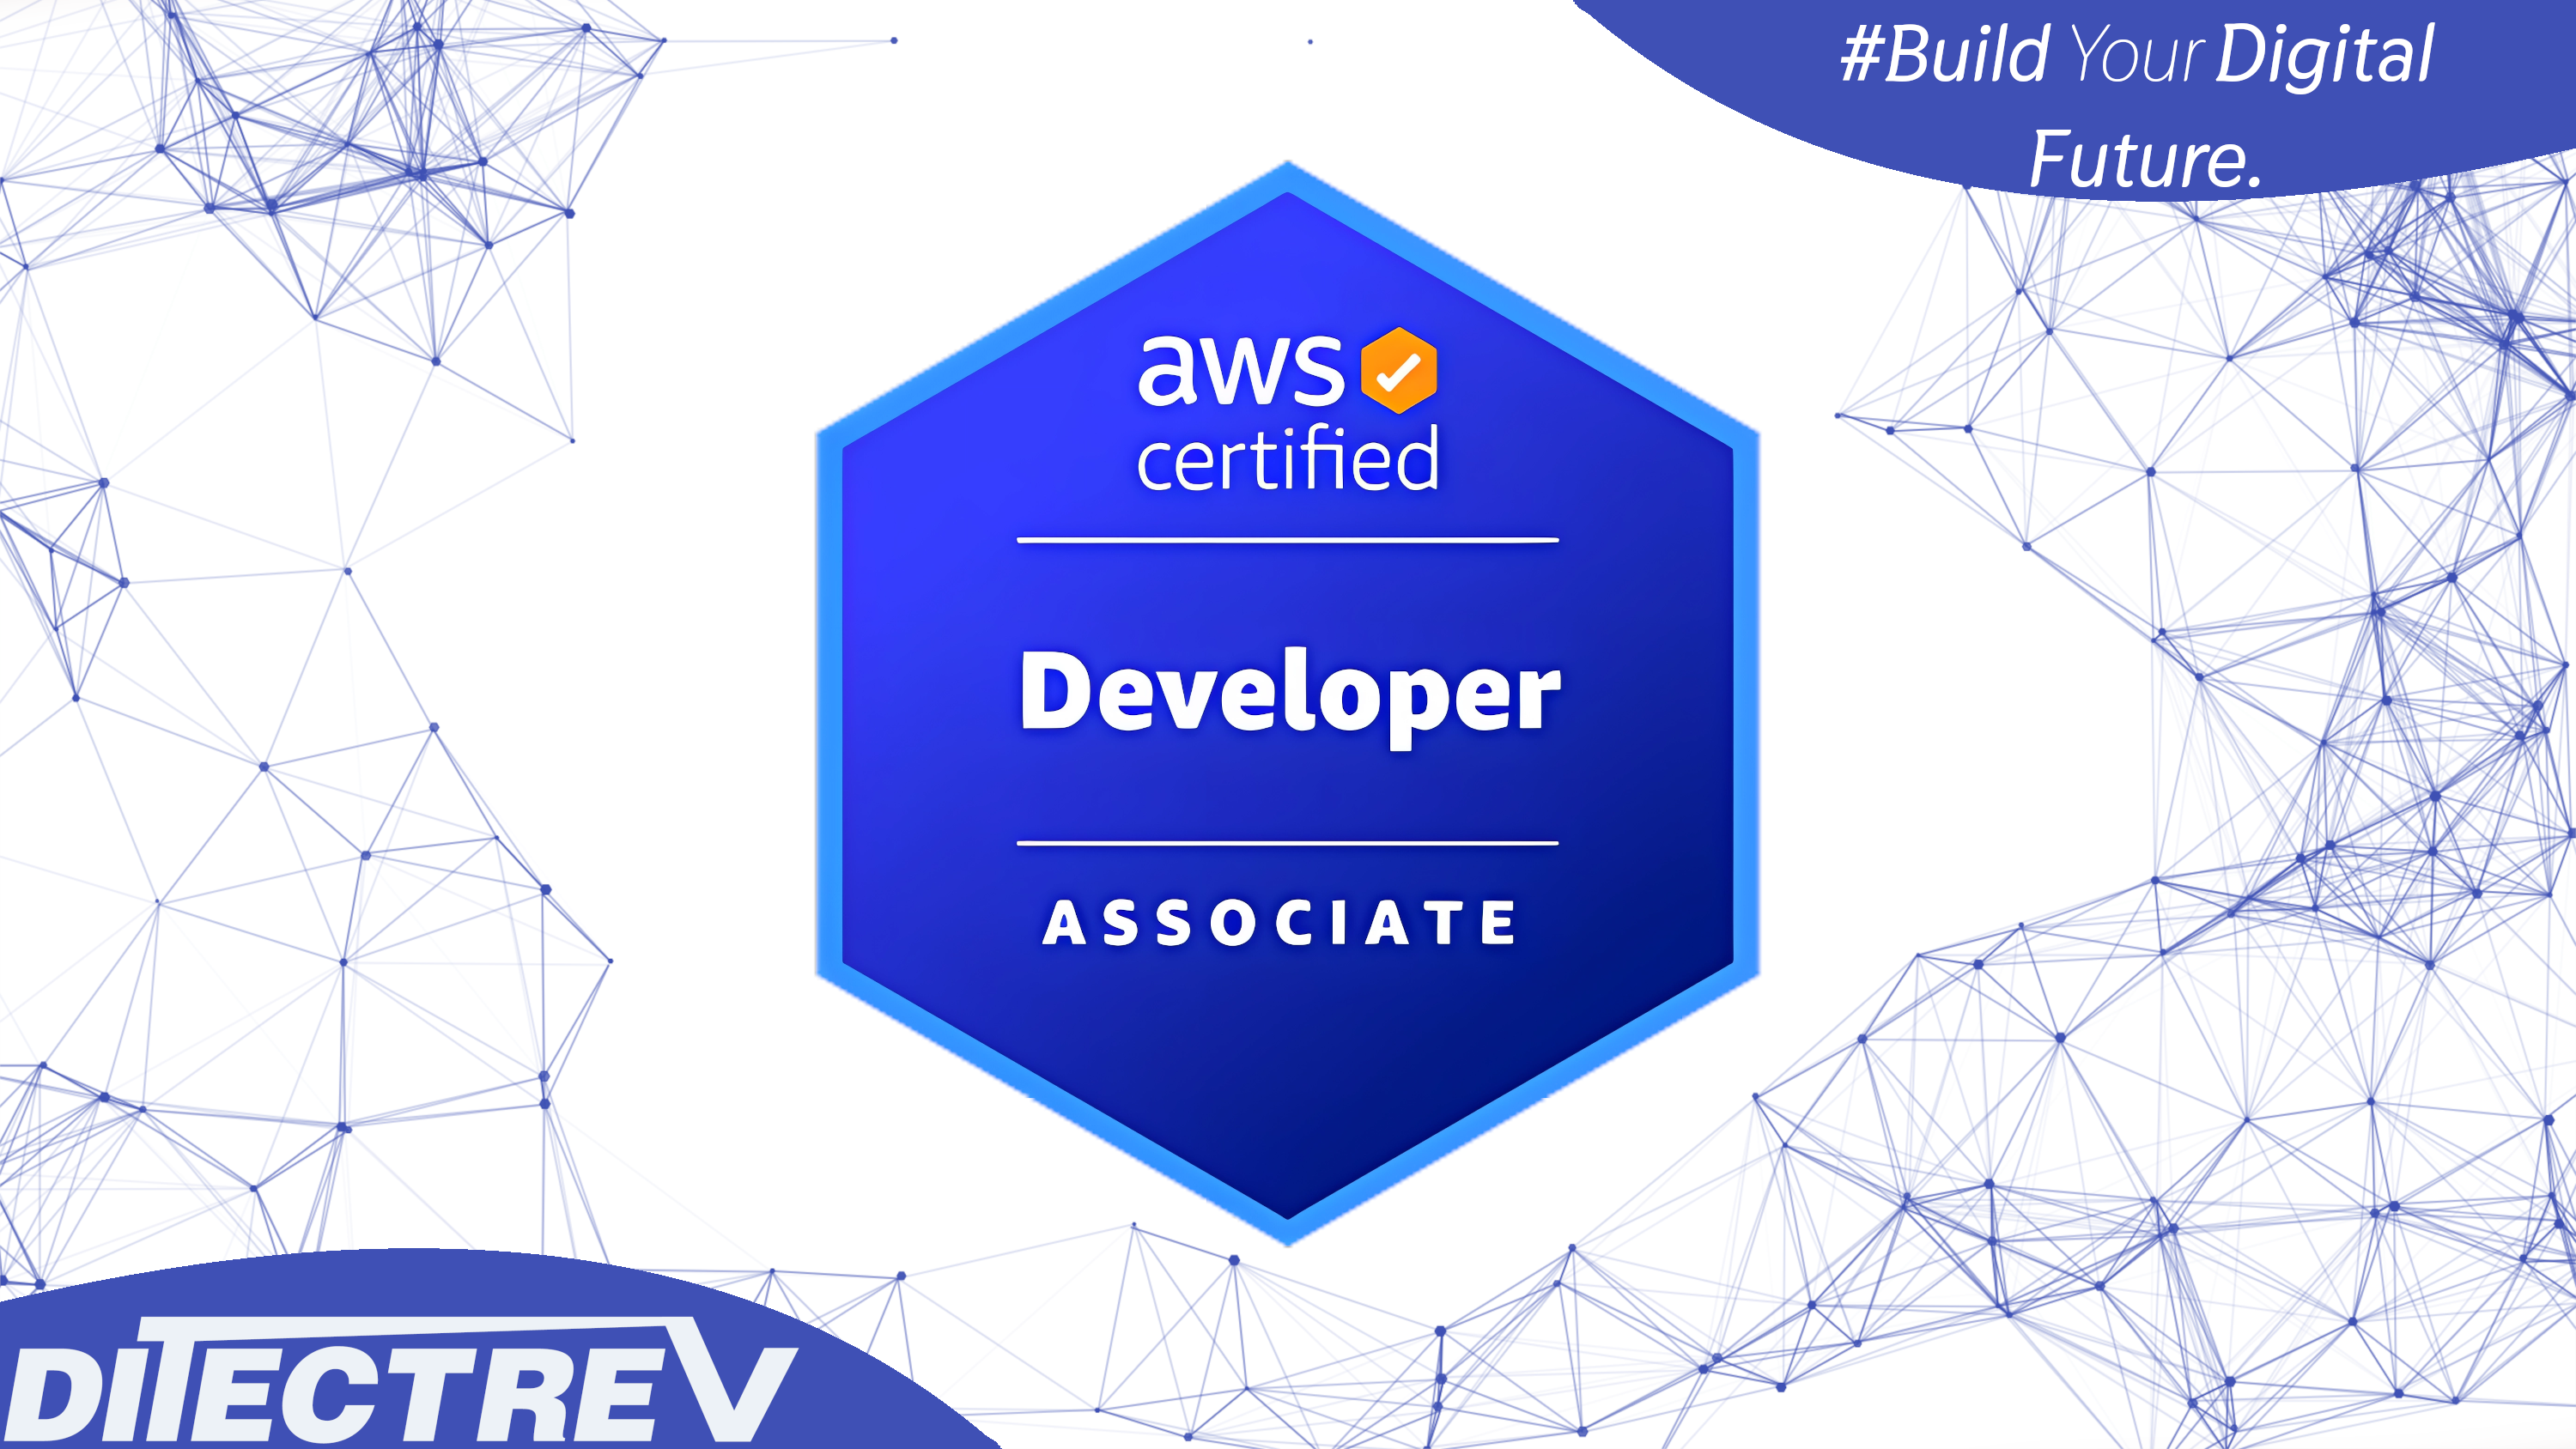 #Build Your Digital
Future.
aws
certified
Developer
ASSOCIATE
DITECTREV